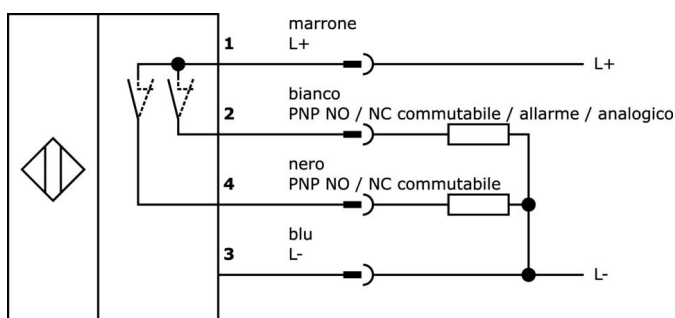 marrone
1 L+
L+
bianco
2 PNP NO / NC commutabile / allarme / analogico
nero
4 PNP NO / NC commutabile
blu
3 L-
L-